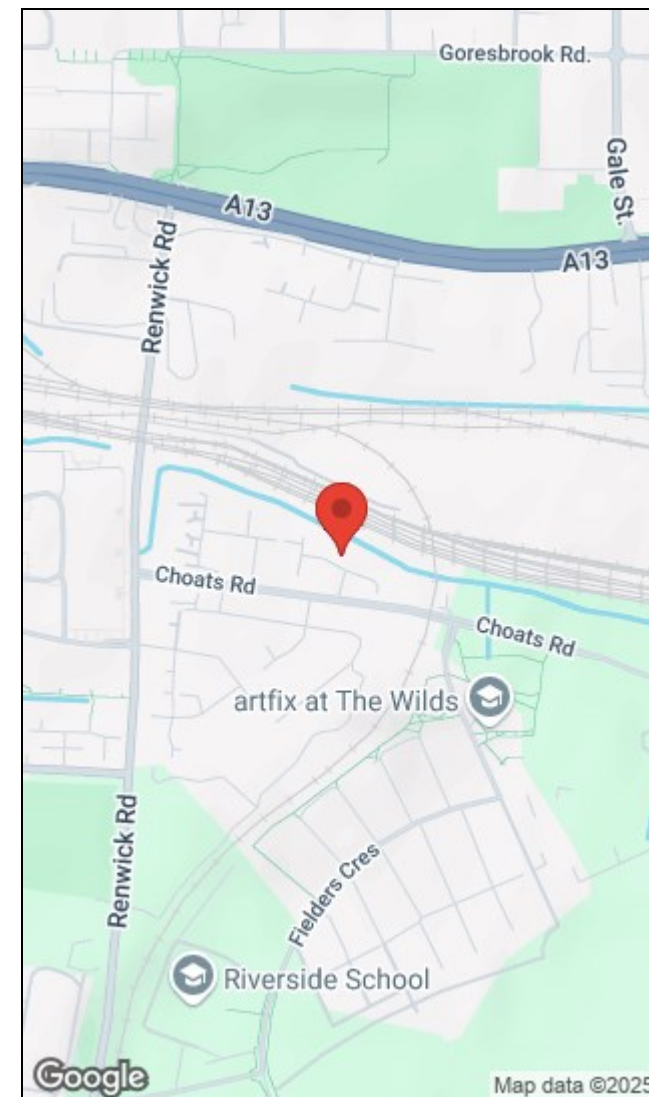 Goresbrook Rd.
Gale St.
A13
A13
Renwick Rd
Choats Rd
Choats Rd
artfix at The Wilds
Renwick Rd
Fielders Cres
Riverside School
Google
Map data ©2025